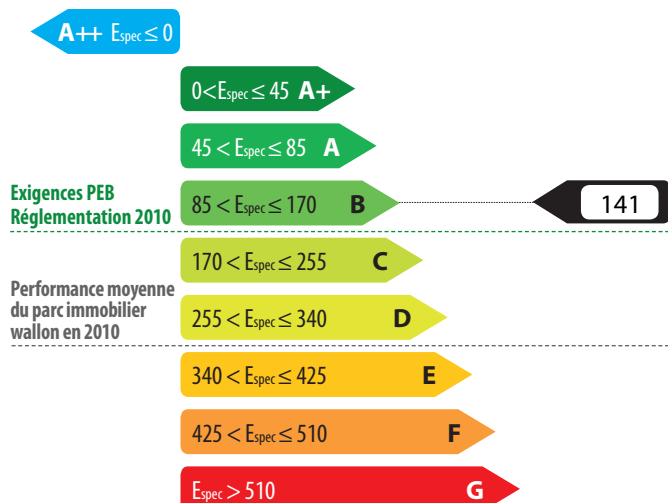 A++ Espec ≤ 0
0<Espec ≤ 45 A+
45 < Espec ≤ 85 A
Exigences PEB
Réglementation 2010
85 < Espec ≤ 170 B
141
170 < Espec ≤ 255 C
Performance moyenne
du parc immobilier
wallon en 2010
255 < Espec ≤ 340 D
340 < Espec ≤ 425 E
425 < Espec ≤ 510 F
Espec > 510 G